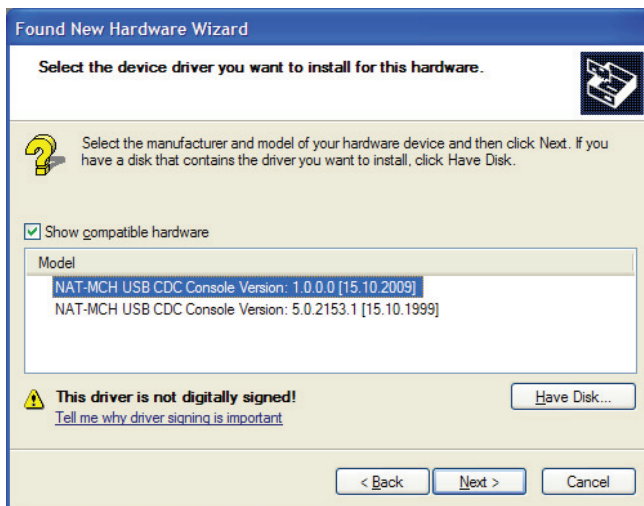 Found New Hardware Wizard
Select the device driver you want to install for this hardware.
Select the manufacturer and model of your hardware device and then click Next. If you
have a disk that contains the driver you want to install, click Have Disk.
Show compatible hardware
Model
NAT-MCH USB CDC Console Version: 1.0.0.0 [15.10.2009]
NAT-MCH USB CDC Console Version: 5.0.2153.1 [15.10.1999]
This driver is not digitally signed!
Have Disk...
Tell me why driver signing is important
< Back Next > Cancel